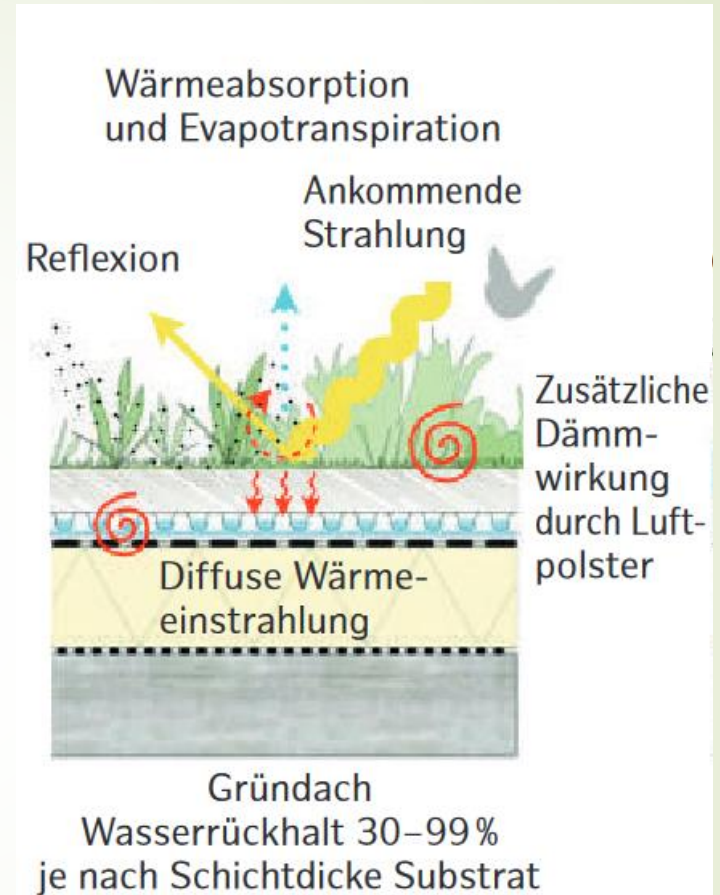 Wärmeabsorption
und Evapotranspiration
Ankommende
Strahlung
Reflexion
Zusätzliche
Dämm-
wirkung
durch Luft-
polster
Diffuse Wärme-
einstrahlung
Gründach
Wasserrückhalt 30–99 %
je nach Schichtdicke Substrat